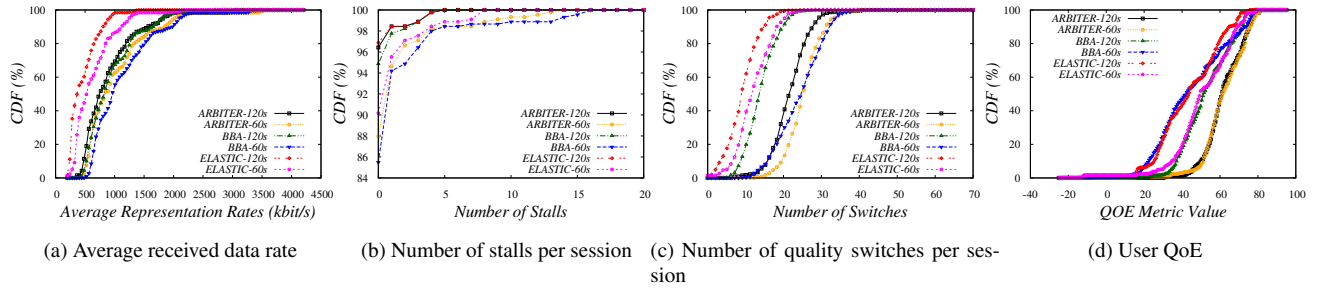 CDF (%)
100
80
60
40
20
0
ARBITER-120s
ARBITER-60s
BBA-120s
BBA-60s
ELASTIC-120s
ELASTIC-60s
0 500 1000 1500 2000 2500 3000 3500 4000 4500
Average Representation Rates (kbit/s)
(a) Average received data rate
CDF (%)
100
98
96
94
92
90
88
86
84
ARBITER-120s
ARBITER-60s
BBA-120s
BBA-60s
ELASTIC-120s
ELASTIC-60s
0 5 10 15 20
Number of Stalls
(b) Number of stalls per session
CDF (%)
100
80
60
40
20
0
ARBITER-120s
ARBITER-60s
BBA-120s
BBA-60s
ELASTIC-120s
ELASTIC-60s
0 10 20 30 40 50 60 70
Number of Switches
(c) Number of quality switches per ses-
sion
CDF (%)
100
80
60
40
20
0
ARBITER-120s
ARBITER-60s
BBA-120s
BBA-60s
ELASTIC-120s
ELASTIC-60s
-40 -20 0 20 40 60 80 100
QOE Metric Value
(d) User QoE